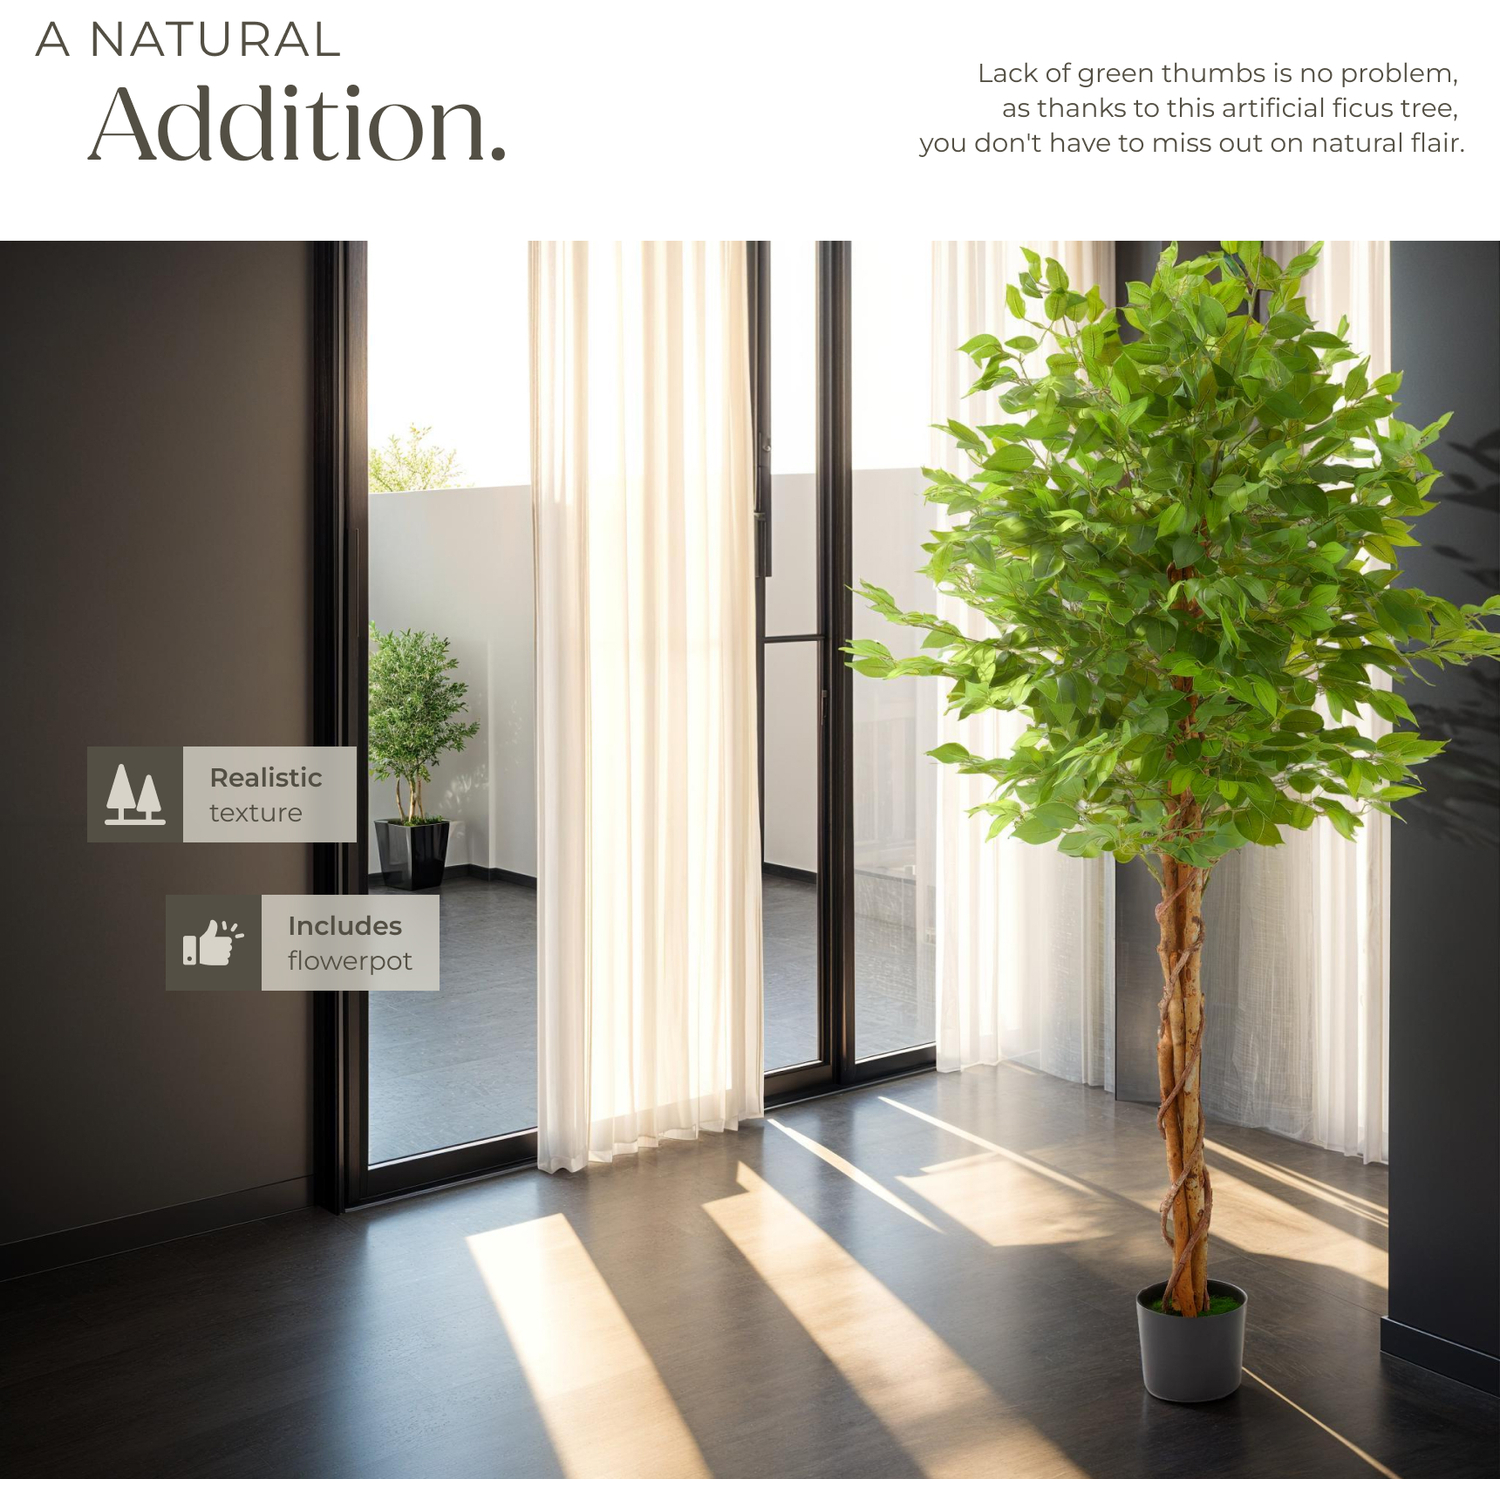 A NATURAL
Addition.
Lack of green thumbs is no problem,
as thanks to this artificial ficus tree,
you don't have to miss out on natural flair.
Realistic
texture
Includes
flowerpot